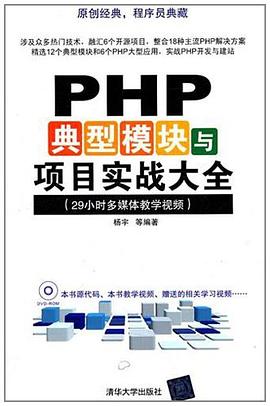 原创经典，程序员典藏
涉及众多热门技术，融汇6个开源项目，整合18种主流PHP解决方案
精选12个典型模块和6个PHP大型应用，实战PHP开发与建站
PHP
典型模块与
项目实战大全
（29小时多媒体教学视频）
杨宇 等编著
DVD-ROM
本书源代码、本书教学视频、赠送的相关学习视频……
清华大学出版社